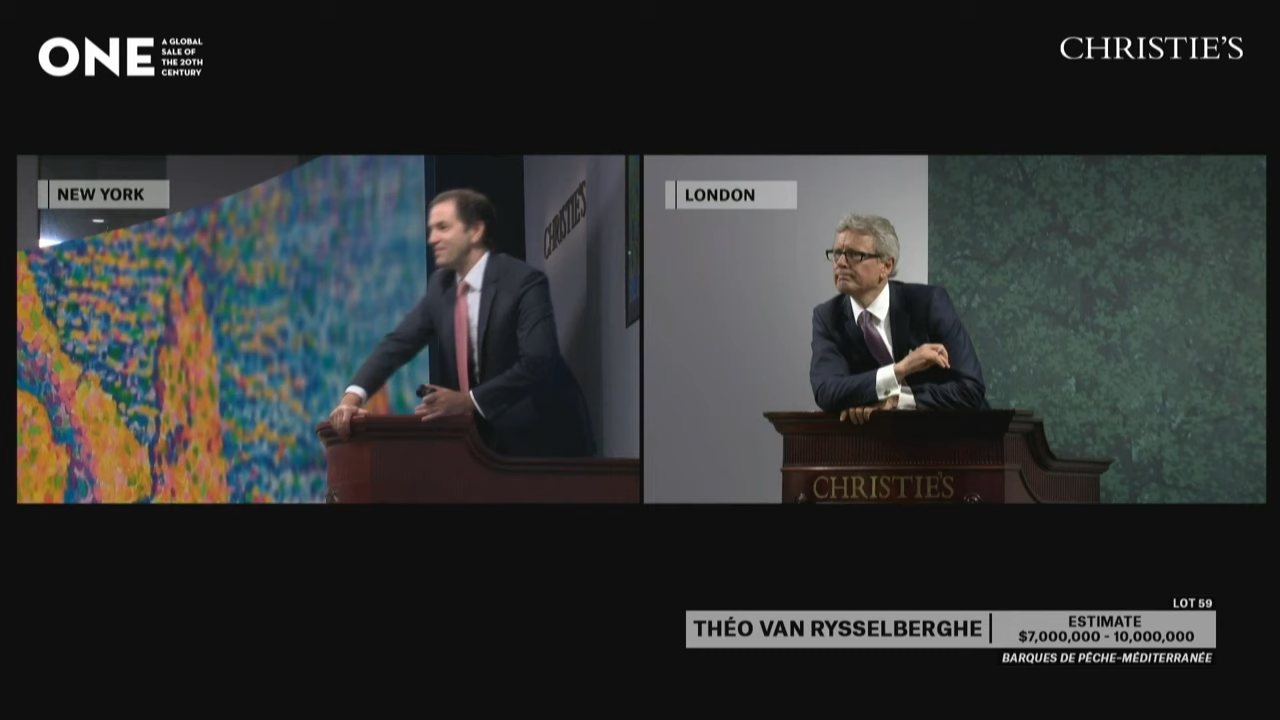 ONE
A GLOBAL
SALE OF
THE 20TH
CENTURY
CHRISTIE'S
NEW YORK
CHRISTIE'S
LONDON
CHRISTIE'S
LOT 59
THÉO VAN RYSSELBERGHE
ESTIMATE
$7,000,000 - 10,000,000
BARQUES DE PÊCHE–MÉDITERRANÉE